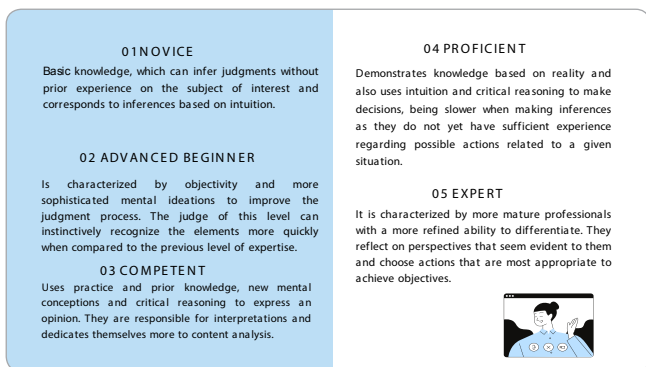 01 NOVICE
Basic knowledge, which can infer judgments without
prior experience on the subject of interest and
corresponds to inferences based on intuition.
02 ADVANCED BEGINNER
Is characterized by objectivity and more
sophisticated mental ideations to improve the
judgment process. The judge of this level can
instinctively recognize the elements more quickly
when compared to the previous level of expertise.
03 COMPETENT
Uses practice and prior knowledge, new mental
conceptions and critical reasoning to express an
opinion. They are responsible for interpretations and
dedicates themselves more to content analysis.
04 PROFICIENT
Demonstrates knowledge based on reality and
also uses intuition and critical reasoning to make
decisions, being slower when making inferences
as they do not yet have sufficient experience
regarding possible actions related to a given
situation.
05 EXPERT
It is characterized by more mature professionals
with a more refined ability to differentiate. They
reflect on perspectives that seem evident to them
and choose actions that are most appropriate to
achieve objectives.